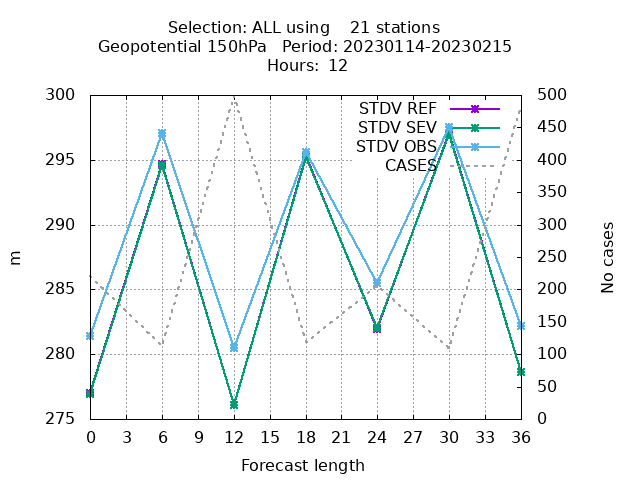 Selection: ALL using    21 stations
Geopotential 150hPa   Period: 20230114-20230215
Hours: 12
STDV REF
STDV SEV
STDV OBS
CASES
300
295
290
285
280
275
m
500
450
400
350
300
250
200
150
100
50
0
No cases
0 3 6 9 12 15 18 21 24 27 30 33 36
Forecast length